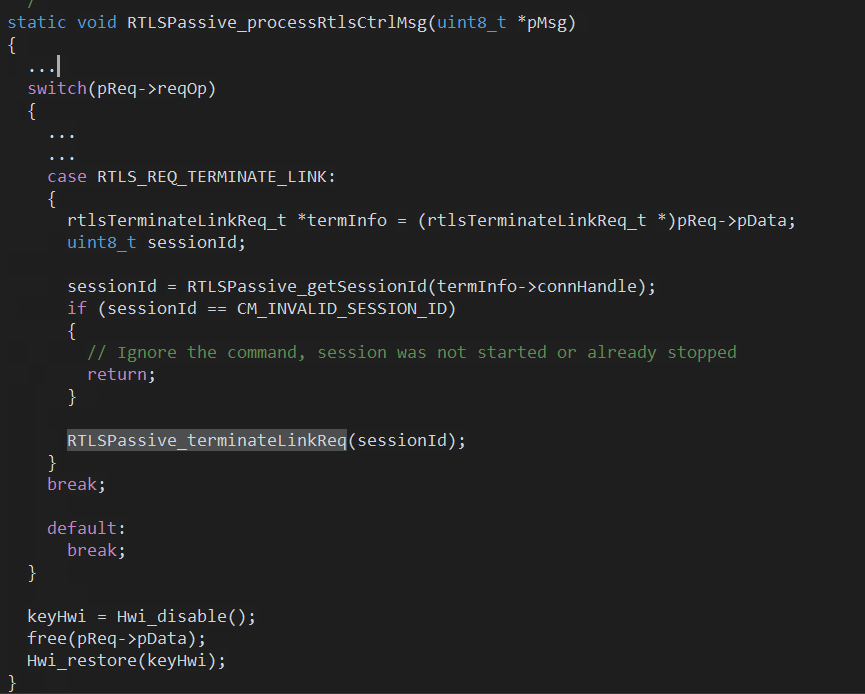 /
static void RTLSPassive_processRtlsCtrlMsg(uint8_t *pMsg)
{
  ...
  switch(pReq->reqOp)
  {
    ...
    ...
    case RTLS_REQ_TERMINATE_LINK:
    {
      rtlsTerminateLinkReq_t *termInfo = (rtlsTerminateLinkReq_t *)pReq->pData;
      uint8_t sessionId;

      sessionId = RTLSPassive_getSessionId(termInfo->connHandle);
      if (sessionId == CM_INVALID_SESSION_ID)
      {
        // Ignore the command, session was not started or already stopped
        return;
      }

      RTLSPassive_terminateLinkReq(sessionId);
    }
    break;

    default:
      break;
  }

  keyHwi = Hwi_disable();
  free(pReq->pData);
  Hwi_restore(keyHwi);
}